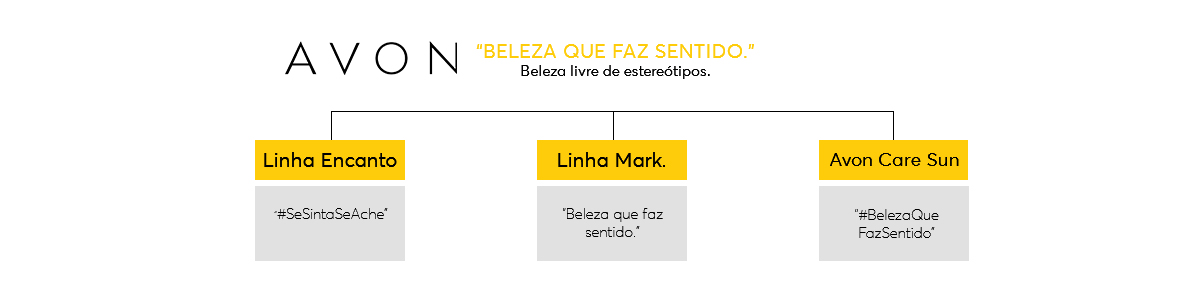 AVON
"BELEZA QUE FAZ SENTIDO."
Beleza livre de estereótipos.
Linha Encanto
"#SeSintaSeAche"
Linha Mark.
"Beleza que faz
sentido."
Avon Care Sun
"#BelezaQue
FazSentido"